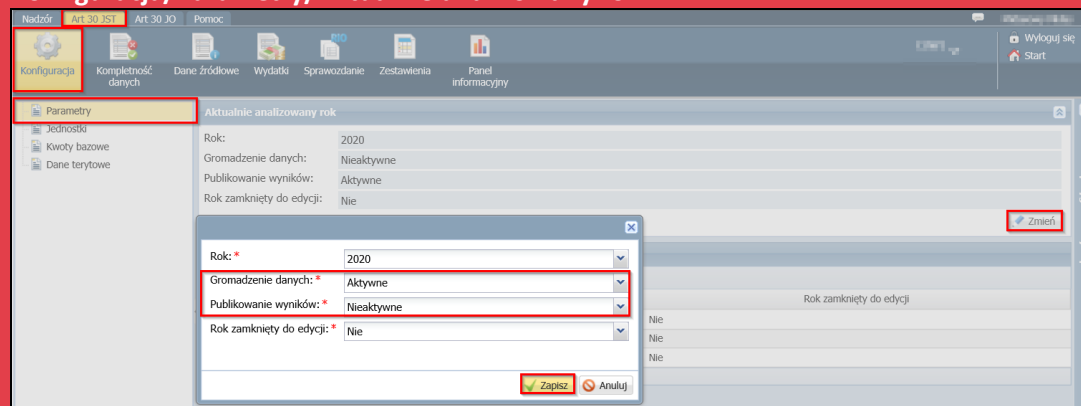 Nadzór Art 30 JST Art 30 JO Pomoc
RIO
Wyloguj się
Konfiguracja Kompletność danych Dane źródłowe Wydatki Sprawozdanie Zestawienia Panel informacyjny
Start
Parametry
Jednostki
Kwoty bazowe
Dane terytowe
Aktualnie analizowany rok
Rok: 2020
Gromadzenie danych: Nieaktywne
Publikowanie wyników: Aktywne
Rok zamknięty do edycji: Nie
Zmień
Rok: * 2020
Gromadzenie danych: * Aktywne
Publikowanie wyników: * Nieaktywne
Rok zamknięty do edycji: * Nie
Zapisz Anuluj
Rok zamknięty do edycji
Nie
Nie
Nie